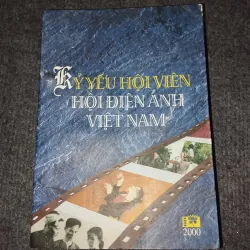 KỶ YẾU HỘI VIÊN
HỘI ĐIỆN ẢNH
VIỆT NAM
2000